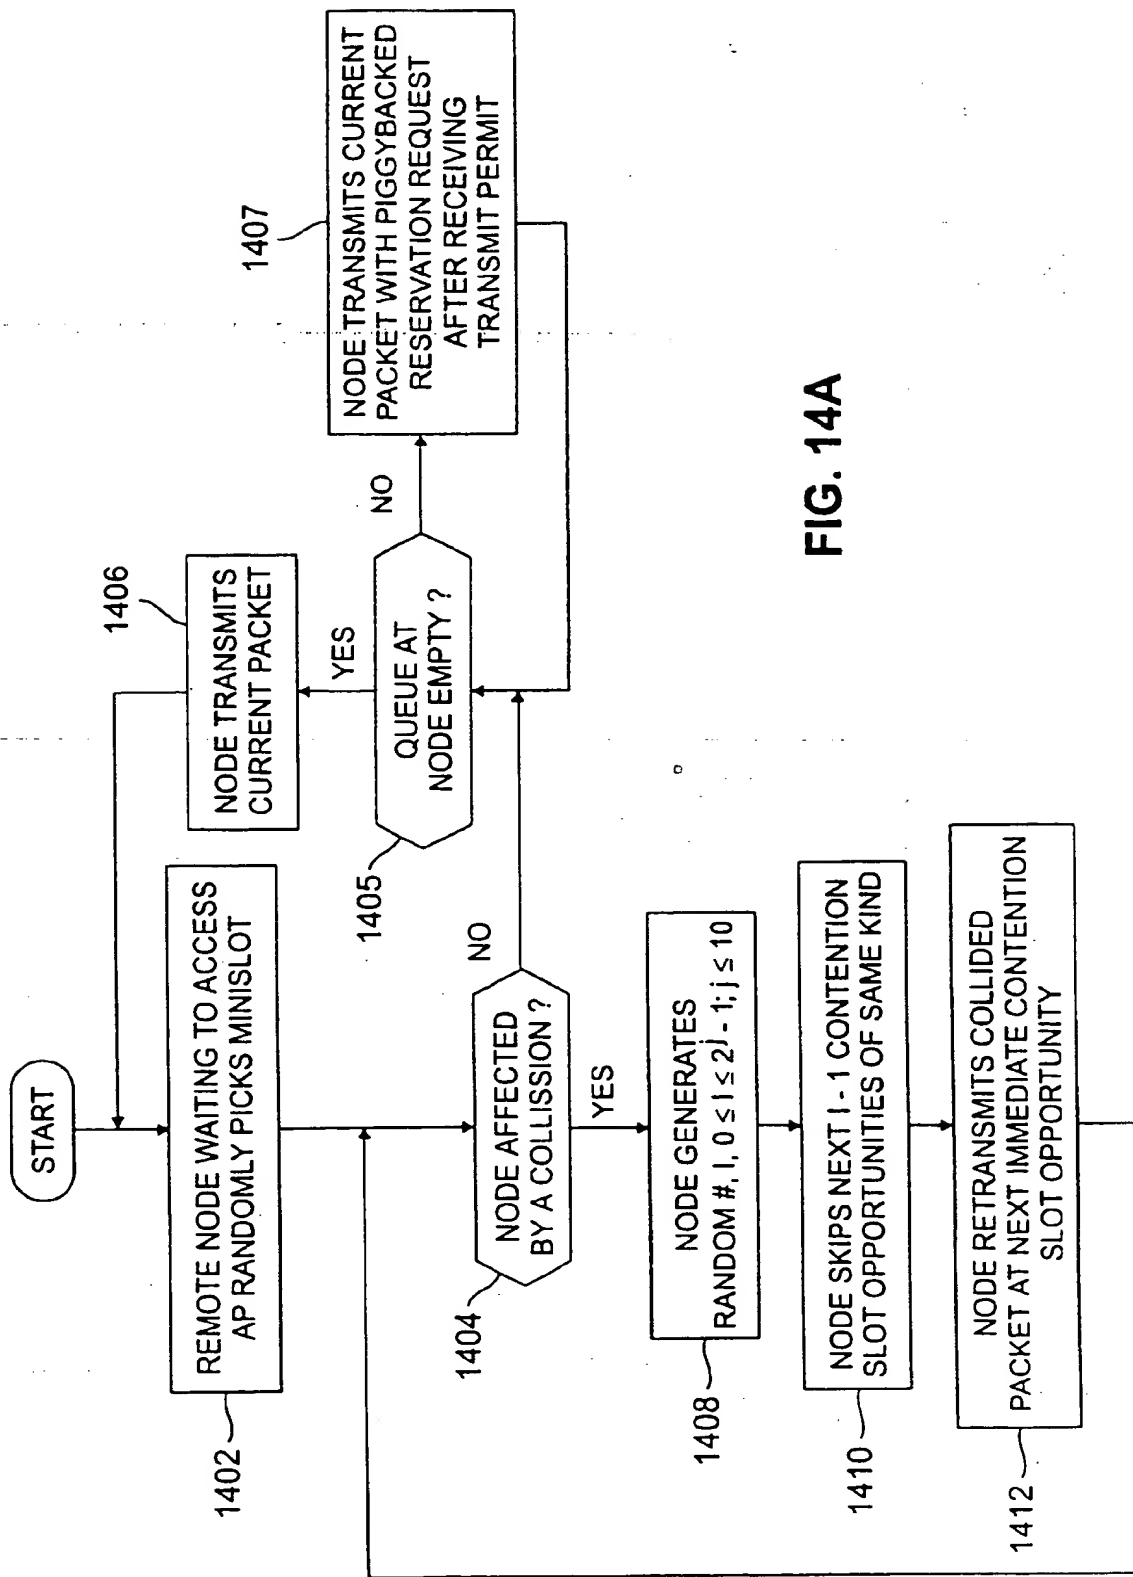 START
REMOTE NODE WAITING TO ACCESS
AP RANDOMLY PICKS MINISLOT
1402
NODE AFFECTED
BY A COLLISSION ?
1404
NO
YES
QUEUE AT
NODE EMPTY ?
1405
YES
NO
NODE TRANSMITS
CURRENT PACKET
1406
NODE TRANSMITS CURRENT
PACKET WITH PIGGYBACKED
RESERVATION REQUEST
AFTER RECEIVING
TRANSMIT PERMIT
1407
NODE GENERATES
RANDOM #, I, 0 ≤ I ≤ 2^j - 1; j ≤ 10
1408
NODE SKIPS NEXT I - 1 CONTENTION
SLOT OPPORTUNITIES OF SAME KIND
1410
NODE RETRANSMITS COLLIDED
PACKET AT NEXT IMMEDIATE CONTENTION
SLOT OPPORTUNITY
1412
FIG. 14A